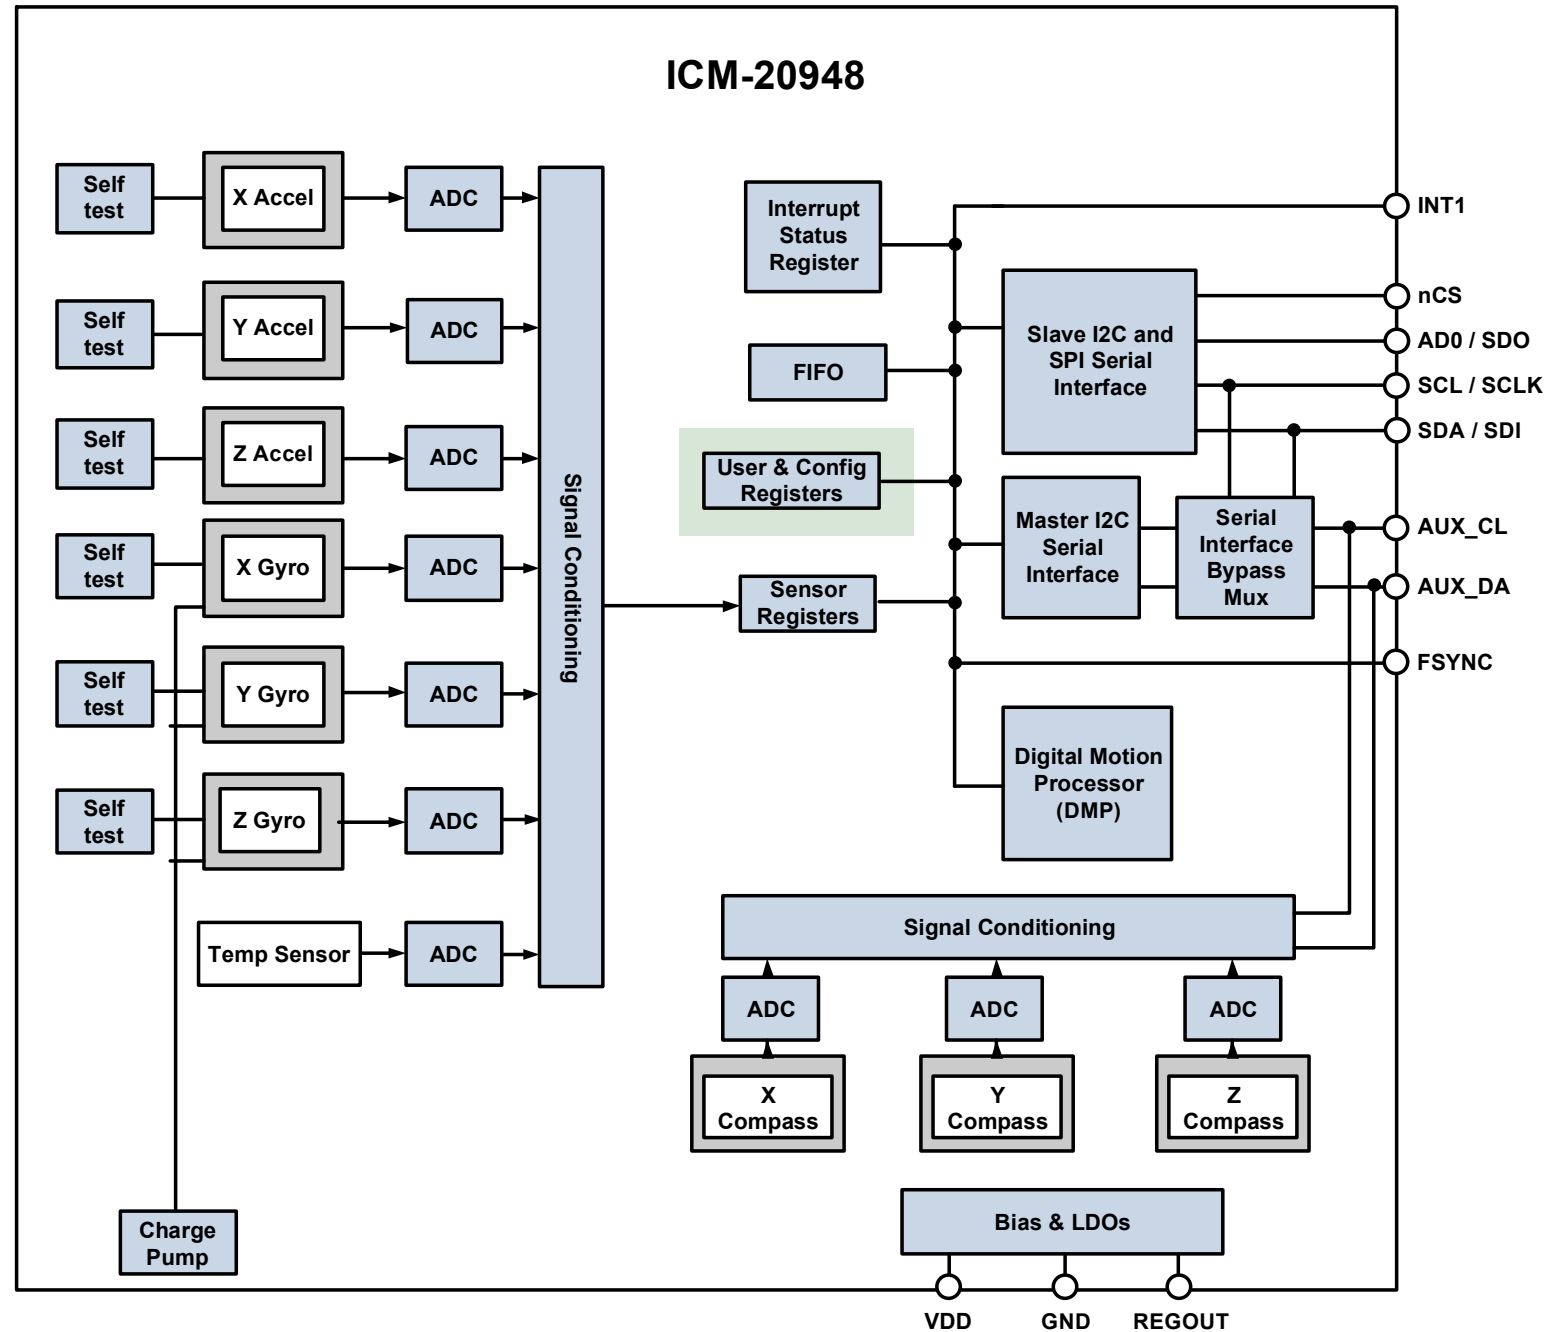 ICM-20948
Self
test
X Accel
ADC
Self
test
Y Accel
ADC
Self
test
Z Accel
ADC
Self
test
X Gyro
ADC
Self
test
Y Gyro
ADC
Self
test
Z Gyro
ADC
Temp Sensor
ADC
Signal Conditioning
Charge
Pump
Interrupt
Status
Register
FIFO
User & Config
Registers
Sensor
Registers
Slave I2C and
SPI Serial
Interface
Master I2C
Serial
Interface
Serial
Interface
Bypass
Mux
Digital Motion
Processor
(DMP)
INT1
nCS
AD0 / SDO
SCL / SCLK
SDA / SDI
AUX_CL
AUX_DA
FSYNC
Signal Conditioning
ADC
ADC
ADC
X
Compass
Y
Compass
Z
Compass
Bias & LDOs
VDD
GND
REGOUT